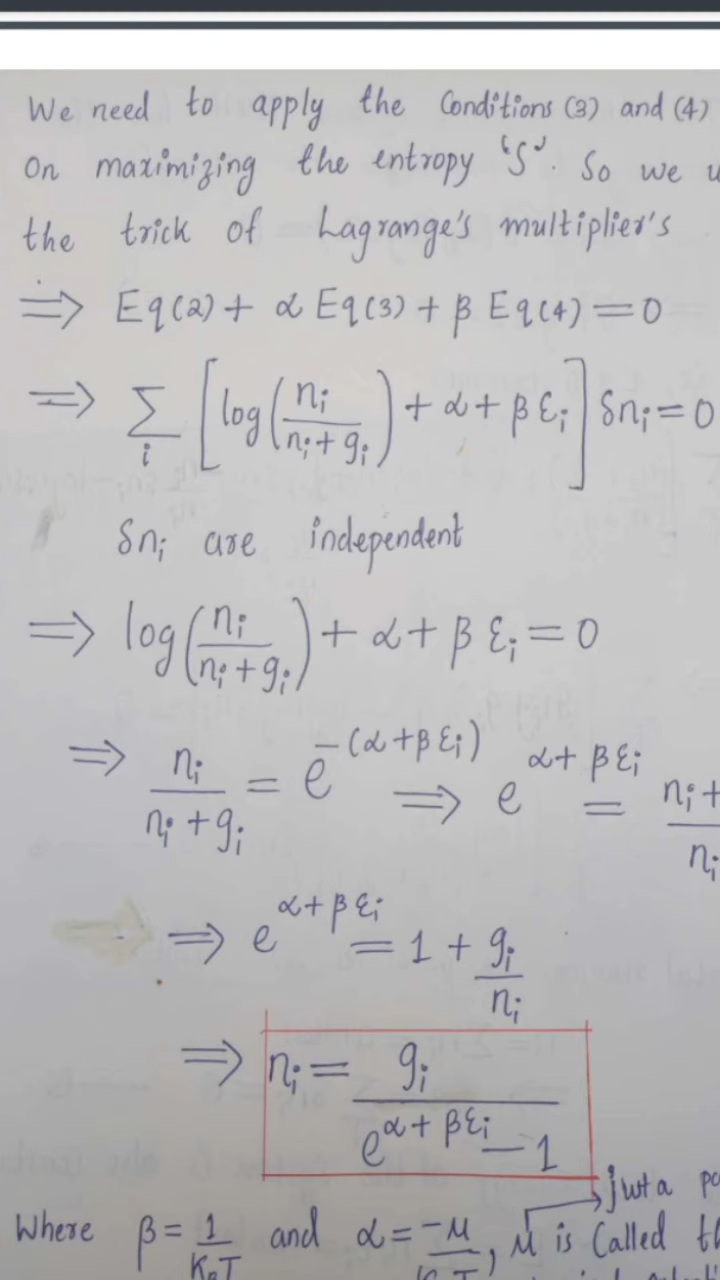 We need to apply the Conditions (3) and (4)
On maximizing the entropy 'S'. So we
the trick of Lagrange's multiplier's
⟹ Eq(2) + α Eq(3) + β Eq(4) = 0
⟹ ∑_i [log(n_i/(n_i+g_i)) + α + β ε_i] δn_i = 0
δn_i are independent
⟹ log(n_i/(n_i+g_i)) + α + β ε_i = 0
⟹ n_i/(n_i+g_i) = e^{-(α+βε_i)} ⟹ e^{α+βε_i} = n_i+/n_i
⟹ e^{α+βε_i} = 1 + g_i/n_i
⟹ n_i = g_i/(e^{α+βε_i} - 1)
just a
Where β = 1/K_BT and α = -μ/, μ is Called